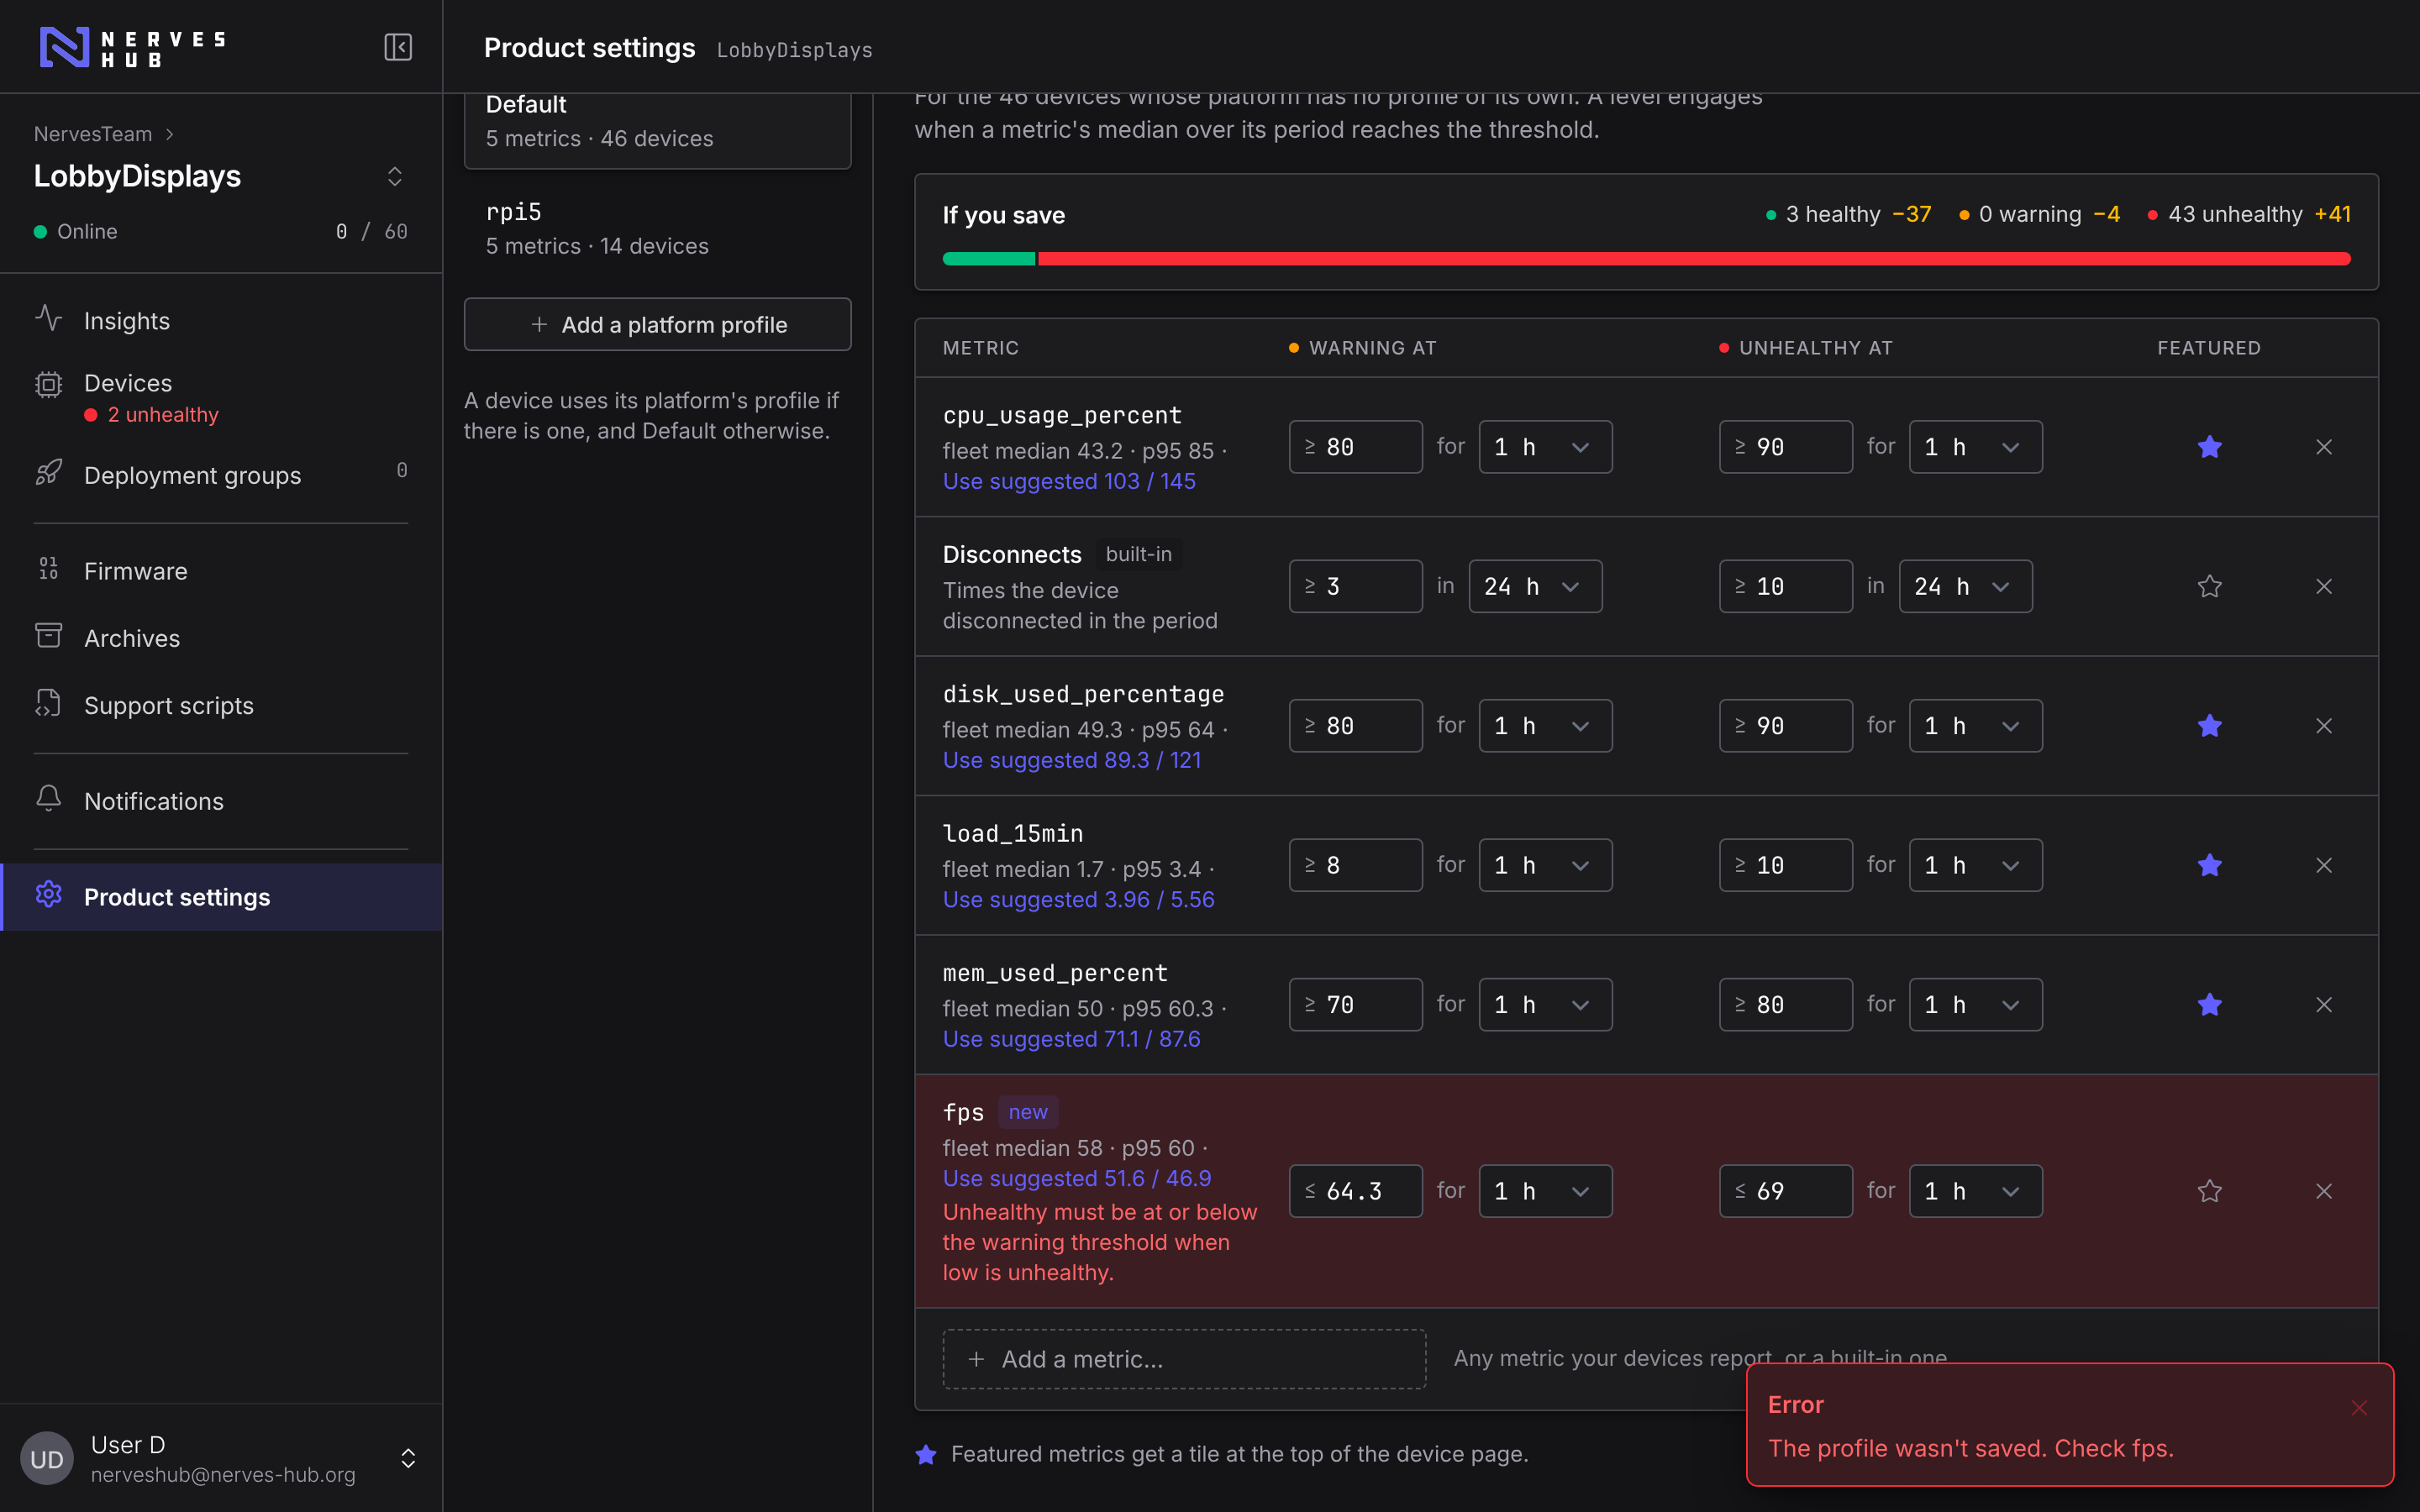 NERVES
HUB
Product settings LobbyDisplays
NervesTeam
LobbyDisplays
Online 0 / 60
Insights
Devices
2 unhealthy
Deployment groups 0
Firmware
Archives
Support scripts
Notifications
Product settings
UD
User D
nerveshub@nerves-hub.org
Default
5 metrics · 46 devices
rpi5
5 metrics · 14 devices
+ Add a platform profile
A device uses its platform's profile if
there is one, and Default otherwise.
For the 46 devices whose platform has no profile of its own. A level engages
when a metric's median over its period reaches the threshold.
If you save 3 healthy −37 0 warning −4 43 unhealthy +41
METRIC WARNING AT UNHEALTHY AT FEATURED
cpu_usage_percent
fleet median 43.2 · p95 85 ·
Use suggested 103 / 145
≥ 80 for 1 h ≥ 90 for 1 h
Disconnects built-in
Times the device
disconnected in the period
≥ 3 in 24 h ≥ 10 in 24 h
disk_used_percentage
fleet median 49.3 · p95 64 ·
Use suggested 89.3 / 121
≥ 80 for 1 h ≥ 90 for 1 h
load_15min
fleet median 1.7 · p95 3.4 ·
Use suggested 3.96 / 5.56
≥ 8 for 1 h ≥ 10 for 1 h
mem_used_percent
fleet median 50 · p95 60.3 ·
Use suggested 71.1 / 87.6
≥ 70 for 1 h ≥ 80 for 1 h
fps new
fleet median 58 · p95 60 ·
Use suggested 51.6 / 46.9
Unhealthy must be at or below
the warning threshold when
low is unhealthy.
≤ 64.3 for 1 h ≤ 69 for 1 h
+ Add a metric... Any metric your devices report, or a built-in one
Featured metrics get a tile at the top of the device page.
Error
The profile wasn't saved. Check fps.